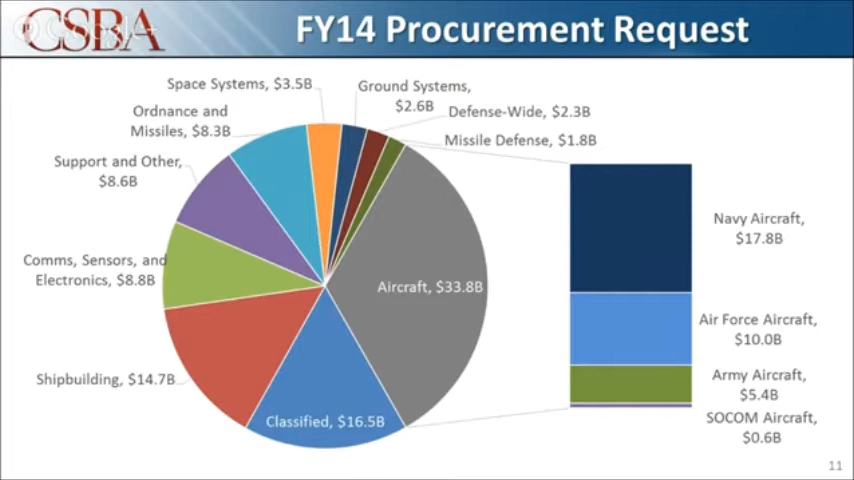 CSBA
Google+
FY14 Procurement Request
Space Systems, $3.5B
Ground Systems,
$2.6B
Ordnance and
Missiles, $8.3B
Defense-Wide, $2.3B
Missile Defense, $1.8B
Support and Other,
$8.6B
Comms, Sensors, and
Electronics, $8.8B
Shipbuilding, $14.7B
Classified, $16.5B
Aircraft, $33.8B
Navy Aircraft,
$17.8B
Air Force Aircraft,
$10.0B
Army Aircraft,
$5.4B
SOCOM Aircraft,
$0.6B
11